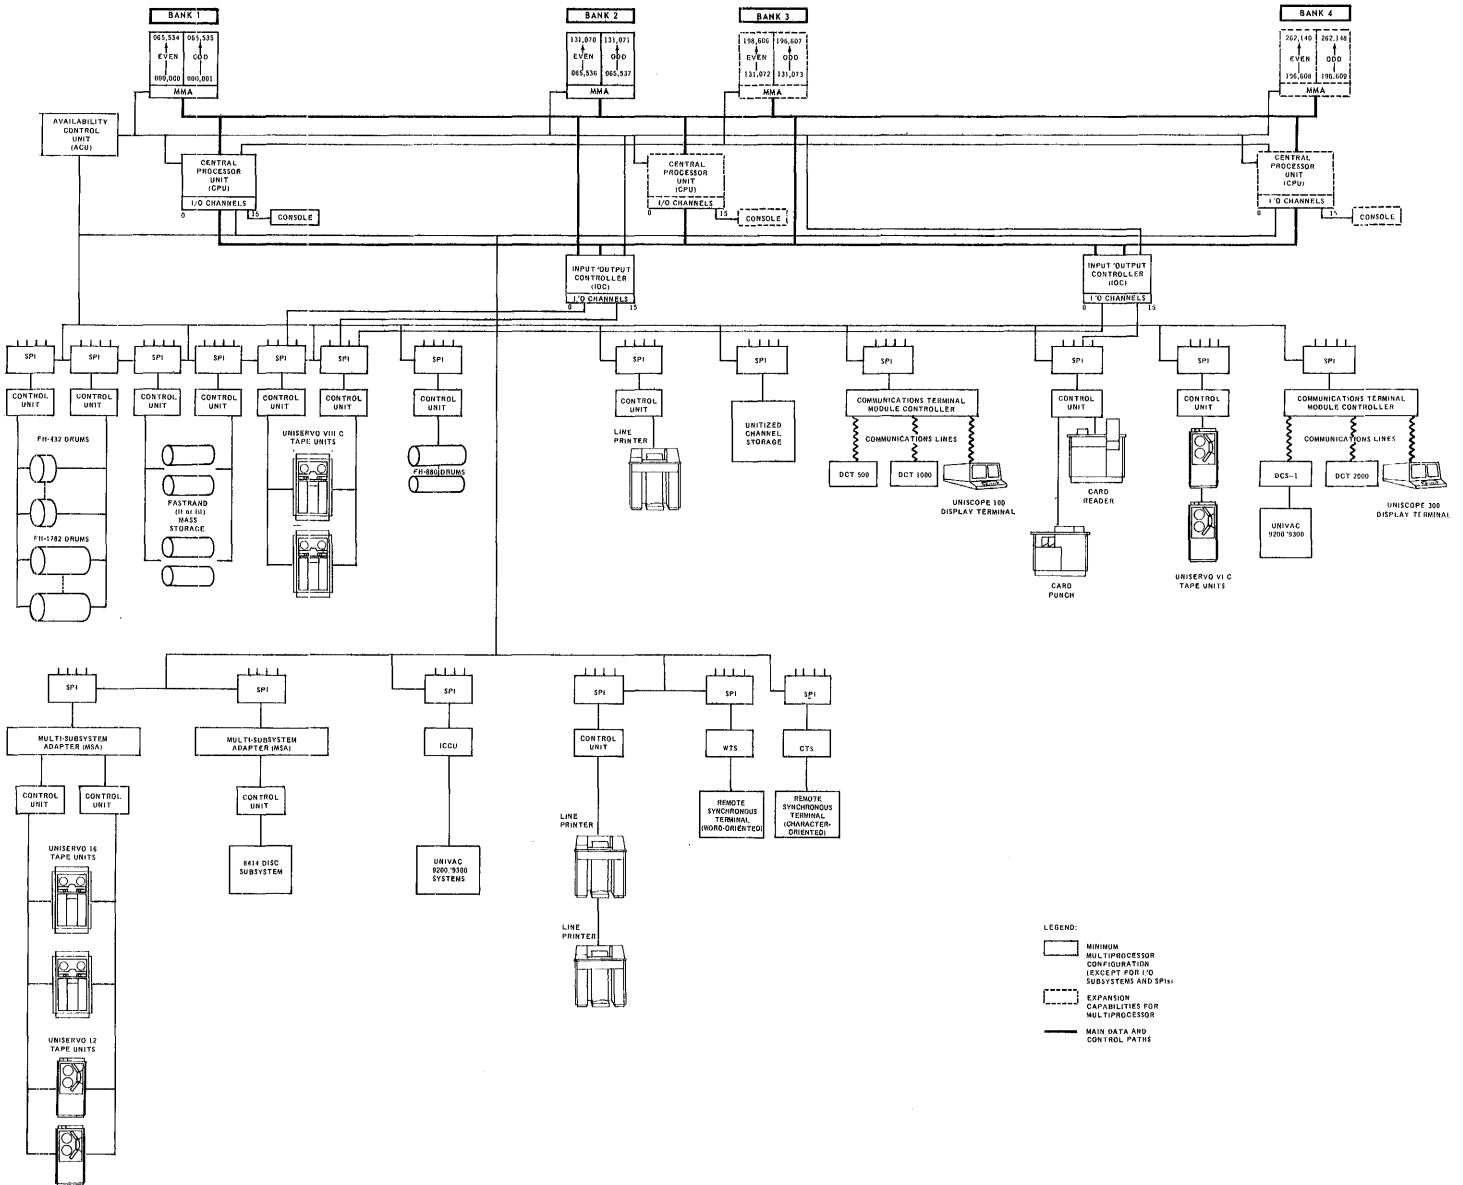 BANK 1
BANK 2
BANK 3
BANK 4
065,534 065,535
EVEN ODD
000,000 000,001
MMA
131,070 131,071
EVEN ODD
065,536 065,537
MMA
198,606 196,607
EVEN ODD
131,072 131,073
MMA
262,140 262,148
EVEN ODD
196,608 196,609
MMA
AVAILABILITY
CONTROL
UNIT
(ACU)
CENTRAL
PROCESSOR
UNIT
(CPU)
I/O CHANNELS
0 15
CONSOLE
CENTRAL
PROCESSOR
UNIT
(CPU)
I/O CHANNELS
0 15
CONSOLE
CENTRAL
PROCESSOR
UNIT
(CPU)
I/O CHANNELS
0 15
CONSOLE
INPUT/OUTPUT
CONTROLLER
(IOC)
I/O CHANNELS
0 15
INPUT/OUTPUT
CONTROLLER
(IOC)
I/O CHANNELS
0 15
SPI
SPI
SPI
SPI
SPI
SPI
SPI
SPI
SPI
SPI
SPI
SPI
SPI
CONTROL
UNIT
CONTROL
UNIT
CONTROL
UNIT
CONTROL
UNIT
CONTROL
UNIT
CONTROL
UNIT
CONTROL
UNIT
CONTROL
UNIT
UNITIZED
CHANNEL
STORAGE
COMMUNICATIONS TERMINAL
MODULE CONTROLLER
CONTROL
UNIT
CONTROL
UNIT
COMMUNICATIONS TERMINAL
MODULE CONTROLLER
FH-432 DRUMS
FH-1782 DRUMS
FASTRAND
(II or III)
MASS
STORAGE
UNISERVO VIII C
TAPE UNITS
FH-880 DRUMS
LINE
PRINTER
COMMUNICATIONS LINES
DCT 500
DCT 1000
UNISCOPE 100
DISPLAY TERMINAL
CARD
READER
CARD
PUNCH
UNISERVO VI C
TAPE UNITS
COMMUNICATIONS LINES
DCS-1
DCT 2000
UNISCOPE 300
DISPLAY TERMINAL
UNIVAC
9200/9300
SPI
SPI
SPI
SPI
SPI
SPI
MULTI-SUBSYSTEM
ADAPTER (MSA)
MULTI-SUBSYSTEM
ADAPTER (MSA)
ICCU
CONTROL
UNIT
WTS
CTS
CONTROL
UNIT
CONTROL
UNIT
CONTROL
UNIT
REMOTE
SYNCHRONOUS
TERMINAL
(WORD-ORIENTED)
REMOTE
SYNCHRONOUS
TERMINAL
(CHARACTER-
ORIENTED)
UNISERVO 16
TAPE UNITS
8414 DISC
SUBSYSTEM
UNIVAC
9200/9300
SYSTEMS
LINE
PRINTER
LINE
PRINTER
UNISERVO 12
TAPE UNITS
LEGEND:
MINIMUM
MULTIPROCESSOR
CONFIGURATION
(EXCEPT FOR I/O
SUBSYSTEMS AND SPIs)
EXPANSION
CAPABILITIES FOR
MULTIPROCESSOR
MAIN DATA AND
CONTROL PATHS